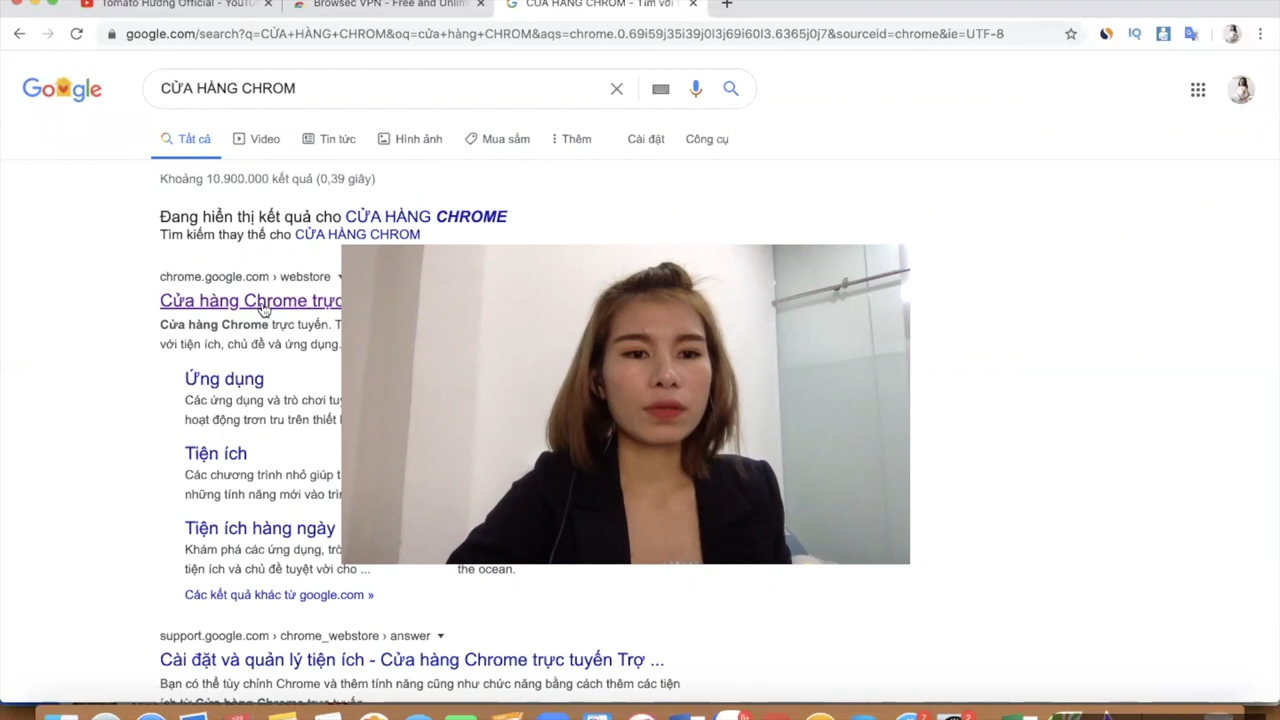 Tomato Hương Official - YouTu
Browsec VPN - Free and Unlim
CỬA HÀNG CHROM - Tìm với
google.com/search?q=CỬA+HÀNG+CHROM&oq=cửa+hàng+CHROM&aqs=chrome.0.69i59j35i39j0l3j69i60l3.6365j0j7&sourceid=chrome&ie=UTF-8
Google
CỬA HÀNG CHROM
Tất cả
Video
Tin tức
Hình ảnh
Mua sắm
Thêm
Cài đặt
Công cụ
Khoảng 10.900.000 kết quả (0,39 giây)
Đang hiển thị kết quả cho CỬA HÀNG CHROME
Tìm kiếm thay thế cho CỬA HÀNG CHROM
chrome.google.com › webstore
Cửa hàng Chrome trực
Cửa hàng Chrome trực tuyến. T
với tiện ích, chủ đề và ứng dụng.
Ứng dụng
Các ứng dụng và trò chơi tuy
hoạt động trơn tru trên thiết l
Tiện ích
Các chương trình nhỏ giúp t
những tính năng mới vào trìn
Tiện ích hàng ngày
Khám phá các ứng dụng, trò
tiện ích và chủ đề tuyệt vời cho ...
the ocean.
Các kết quả khác từ google.com »
support.google.com › chrome_webstore › answer
Cài đặt và quản lý tiện ích - Cửa hàng Chrome trực tuyến Trợ ...
Bạn có thể tùy chỉnh Chrome và thêm tính năng cũng như chức năng bằng cách thêm các tiện
ích từ Cửa hàng Chrome trực tuyến